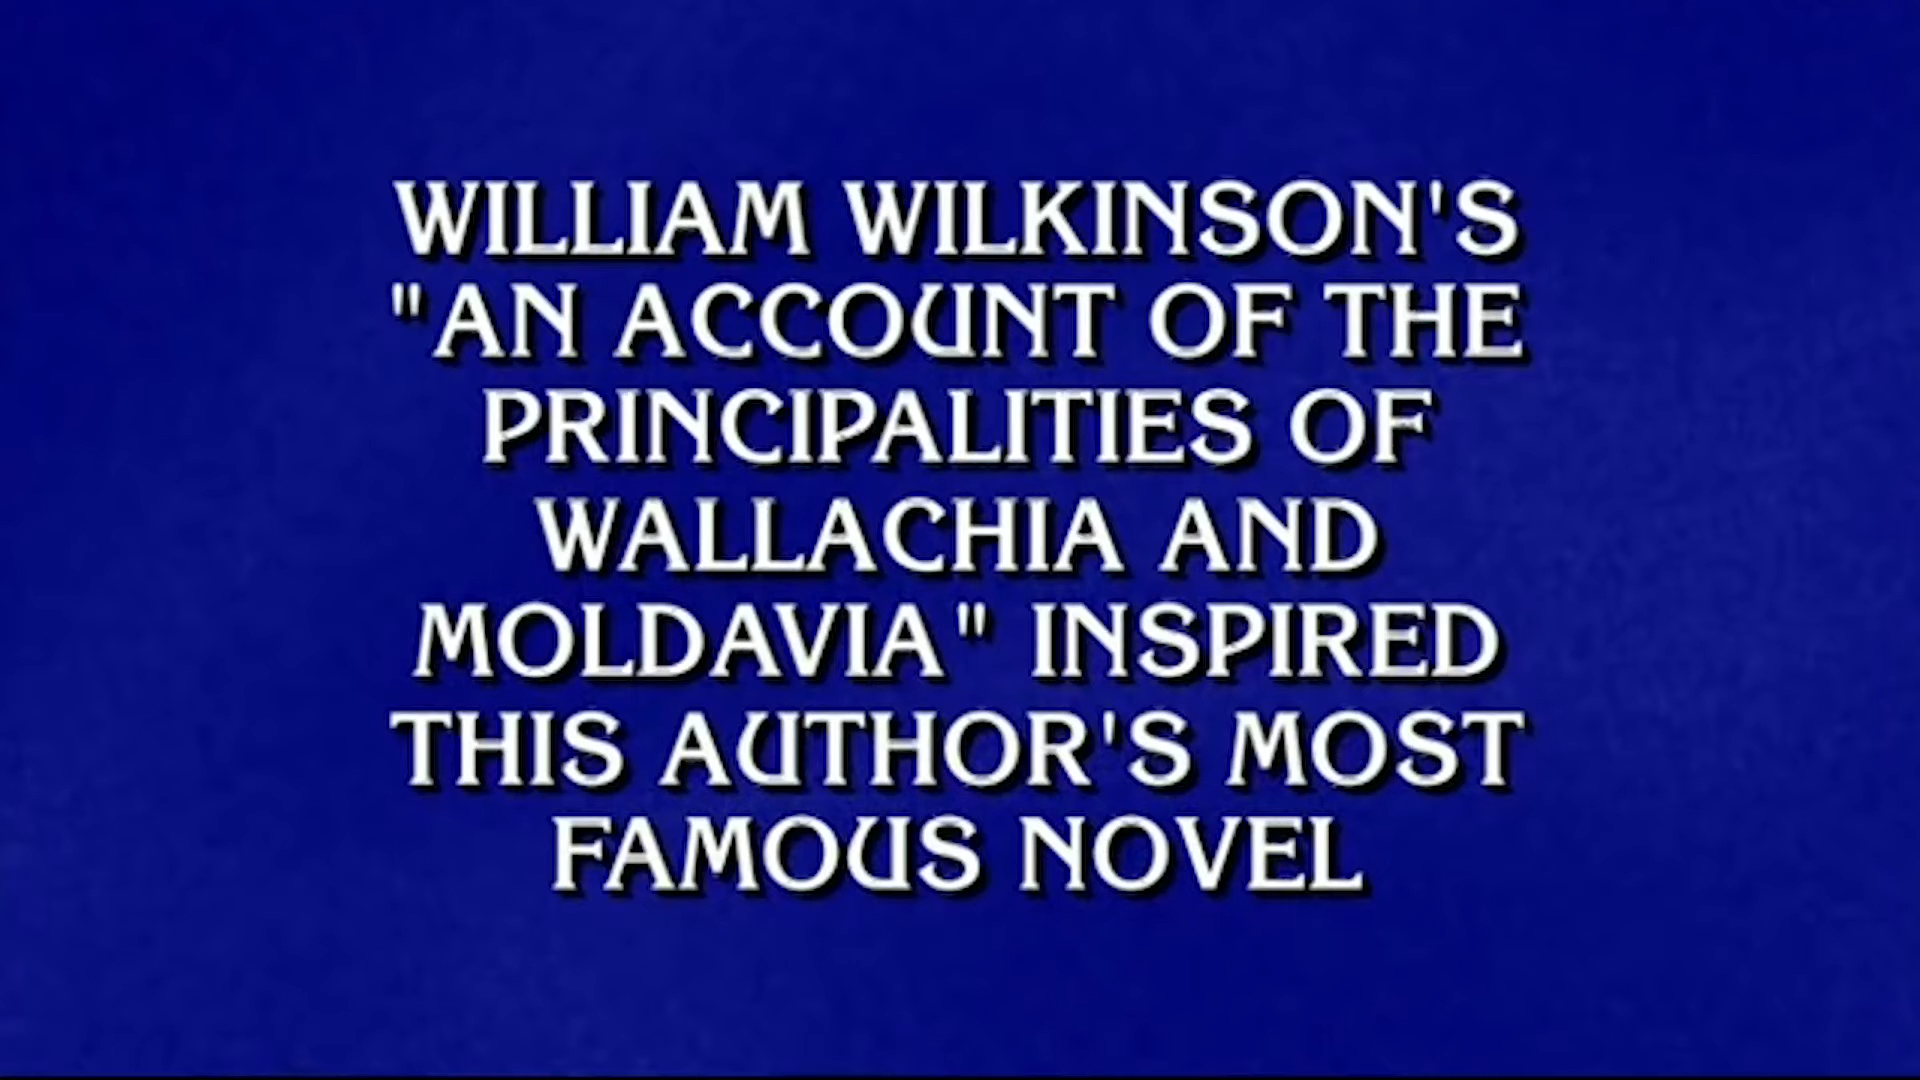 WILLIAM WILKINSON'S
"AN ACCOUNT OF THE
PRINCIPALITIES OF
WALLACHIA AND
MOLDAVIA" INSPIRED
THIS AUTHOR'S MOST
FAMOUS NOVEL